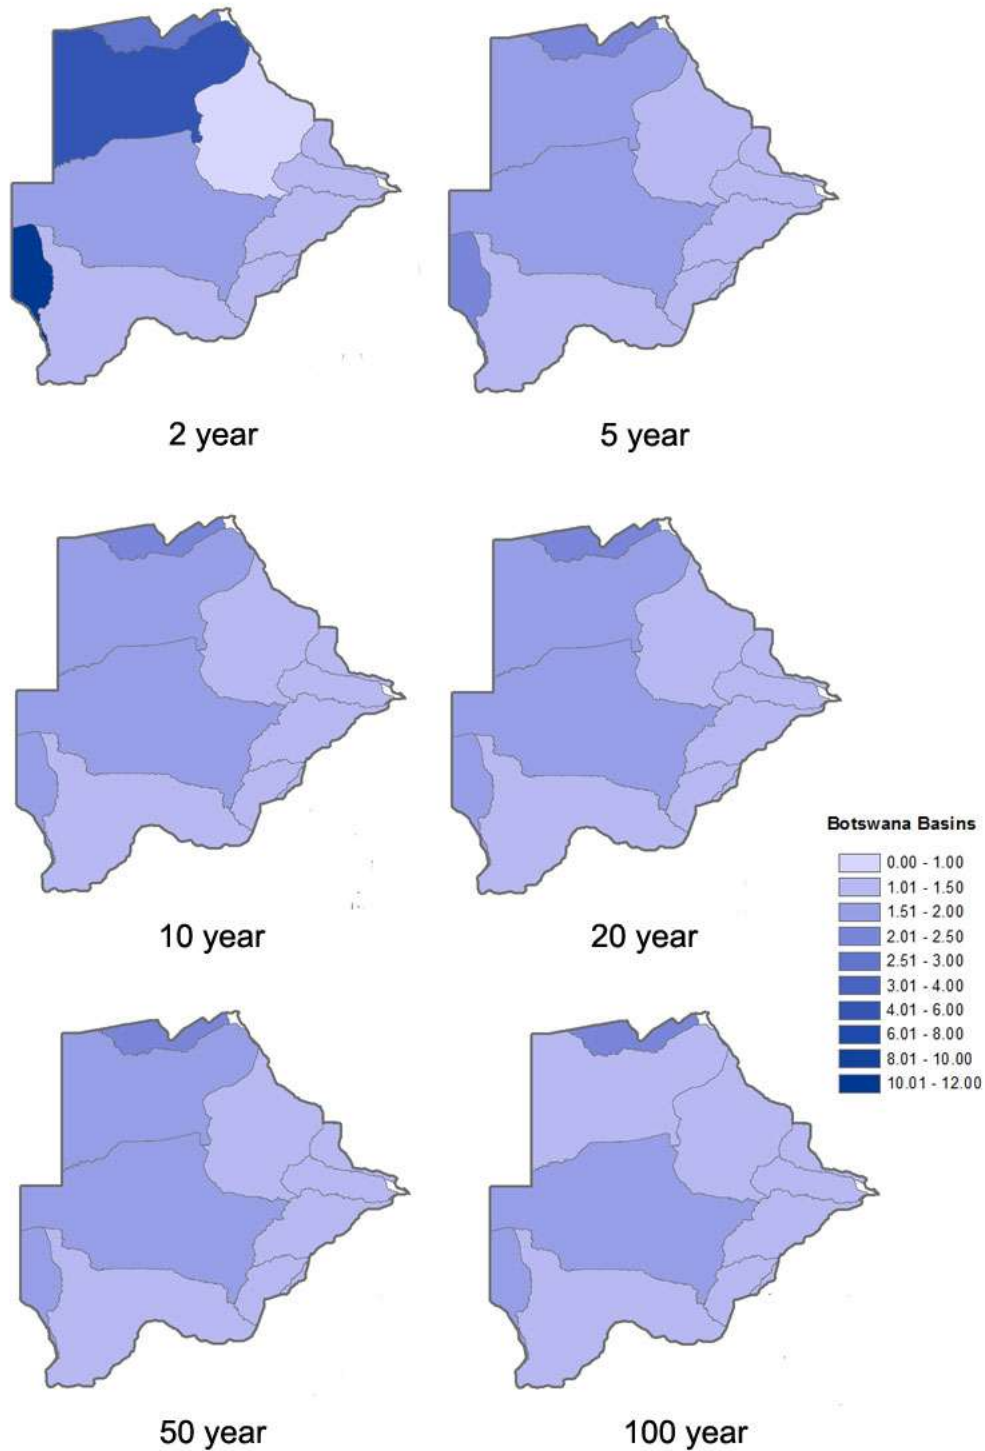 2 year
5 year
10 year
20 year
Botswana Basins
0.00 - 1.00
1.01 - 1.50
1.51 - 2.00
2.01 - 2.50
2.51 - 3.00
3.01 - 4.00
4.01 - 6.00
6.01 - 8.00
8.01 - 10.00
10.01 - 12.00
50 year
100 year